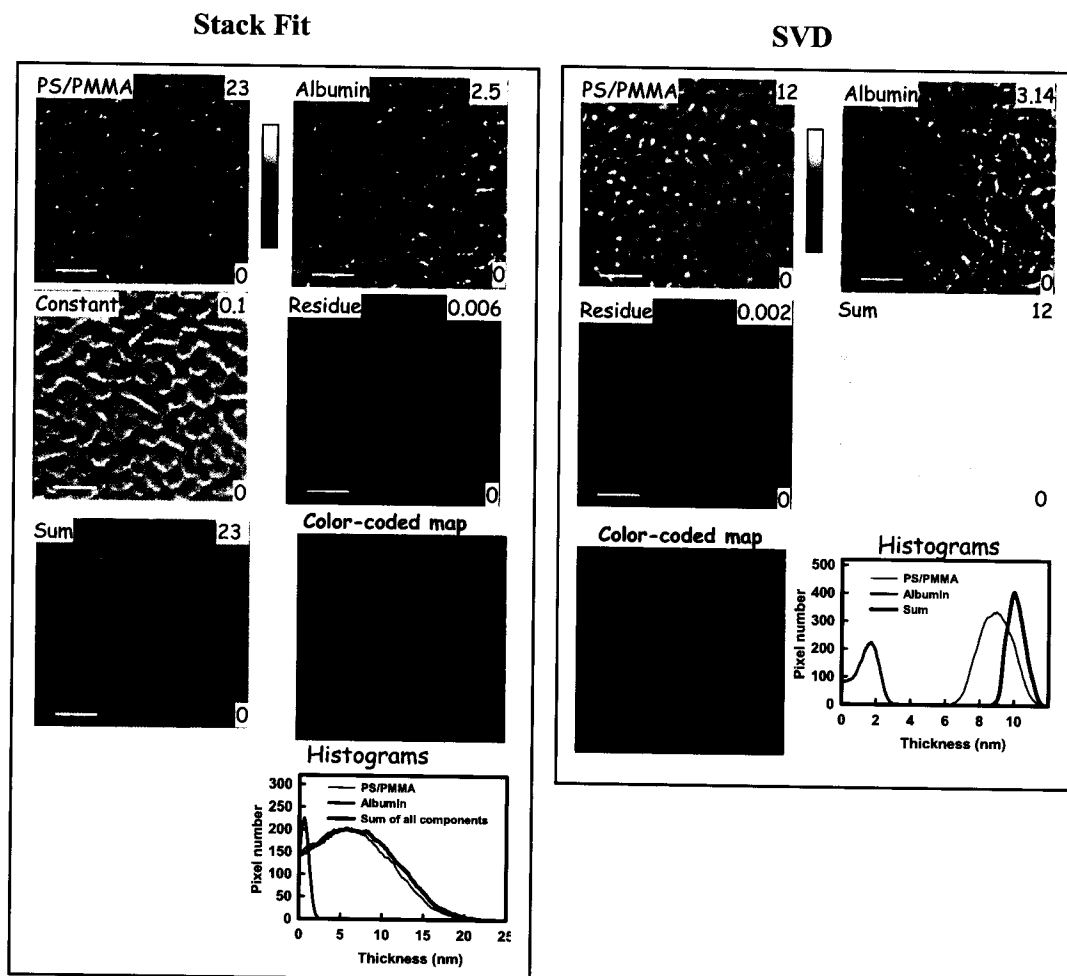 Stack Fit
PS/PMMA 23
0
Albumin 2.5
0
Constant 0.1
0
Residue 0.006
0
Sum 23
0
Color-coded map
Histograms
PS/PMMA
Albumin
Sum of all components
Pixel number
300
250
200
150
100
50
0
0 5 10 15 20 25
Thickness (nm)
SVD
PS/PMMA 12
0
Albumin 3.14
0
Residue 0.002
0
Sum 12
0
Color-coded map
Histograms
PS/PMMA
Albumin
Sum
Pixel number
500
400
300
200
100
0
0 2 4 6 8 10
Thickness (nm)